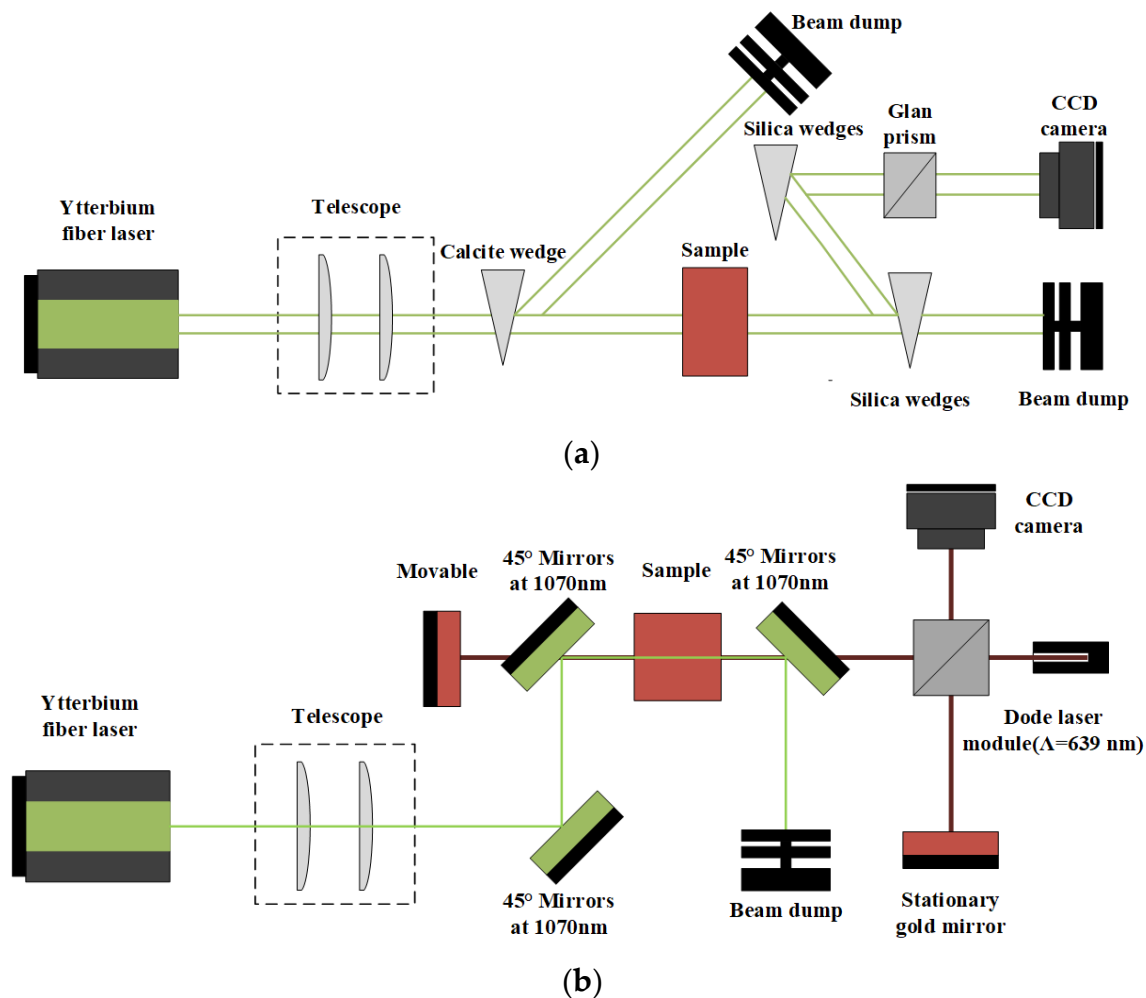 Beam dump
Silica wedges
Glan
prism
CCD
camera
Ytterbium
fiber laser
Telescope
Calcite wedge
Sample
Silica wedges
Beam dump
(a)
CCD
camera
Movable
45° Mirrors
at 1070nm
Sample
45° Mirrors
at 1070nm
Ytterbium
fiber laser
Telescope
Dode laser
module(Λ=639 nm)
45° Mirrors
at 1070nm
Beam dump
Stationary
gold mirror
(b)